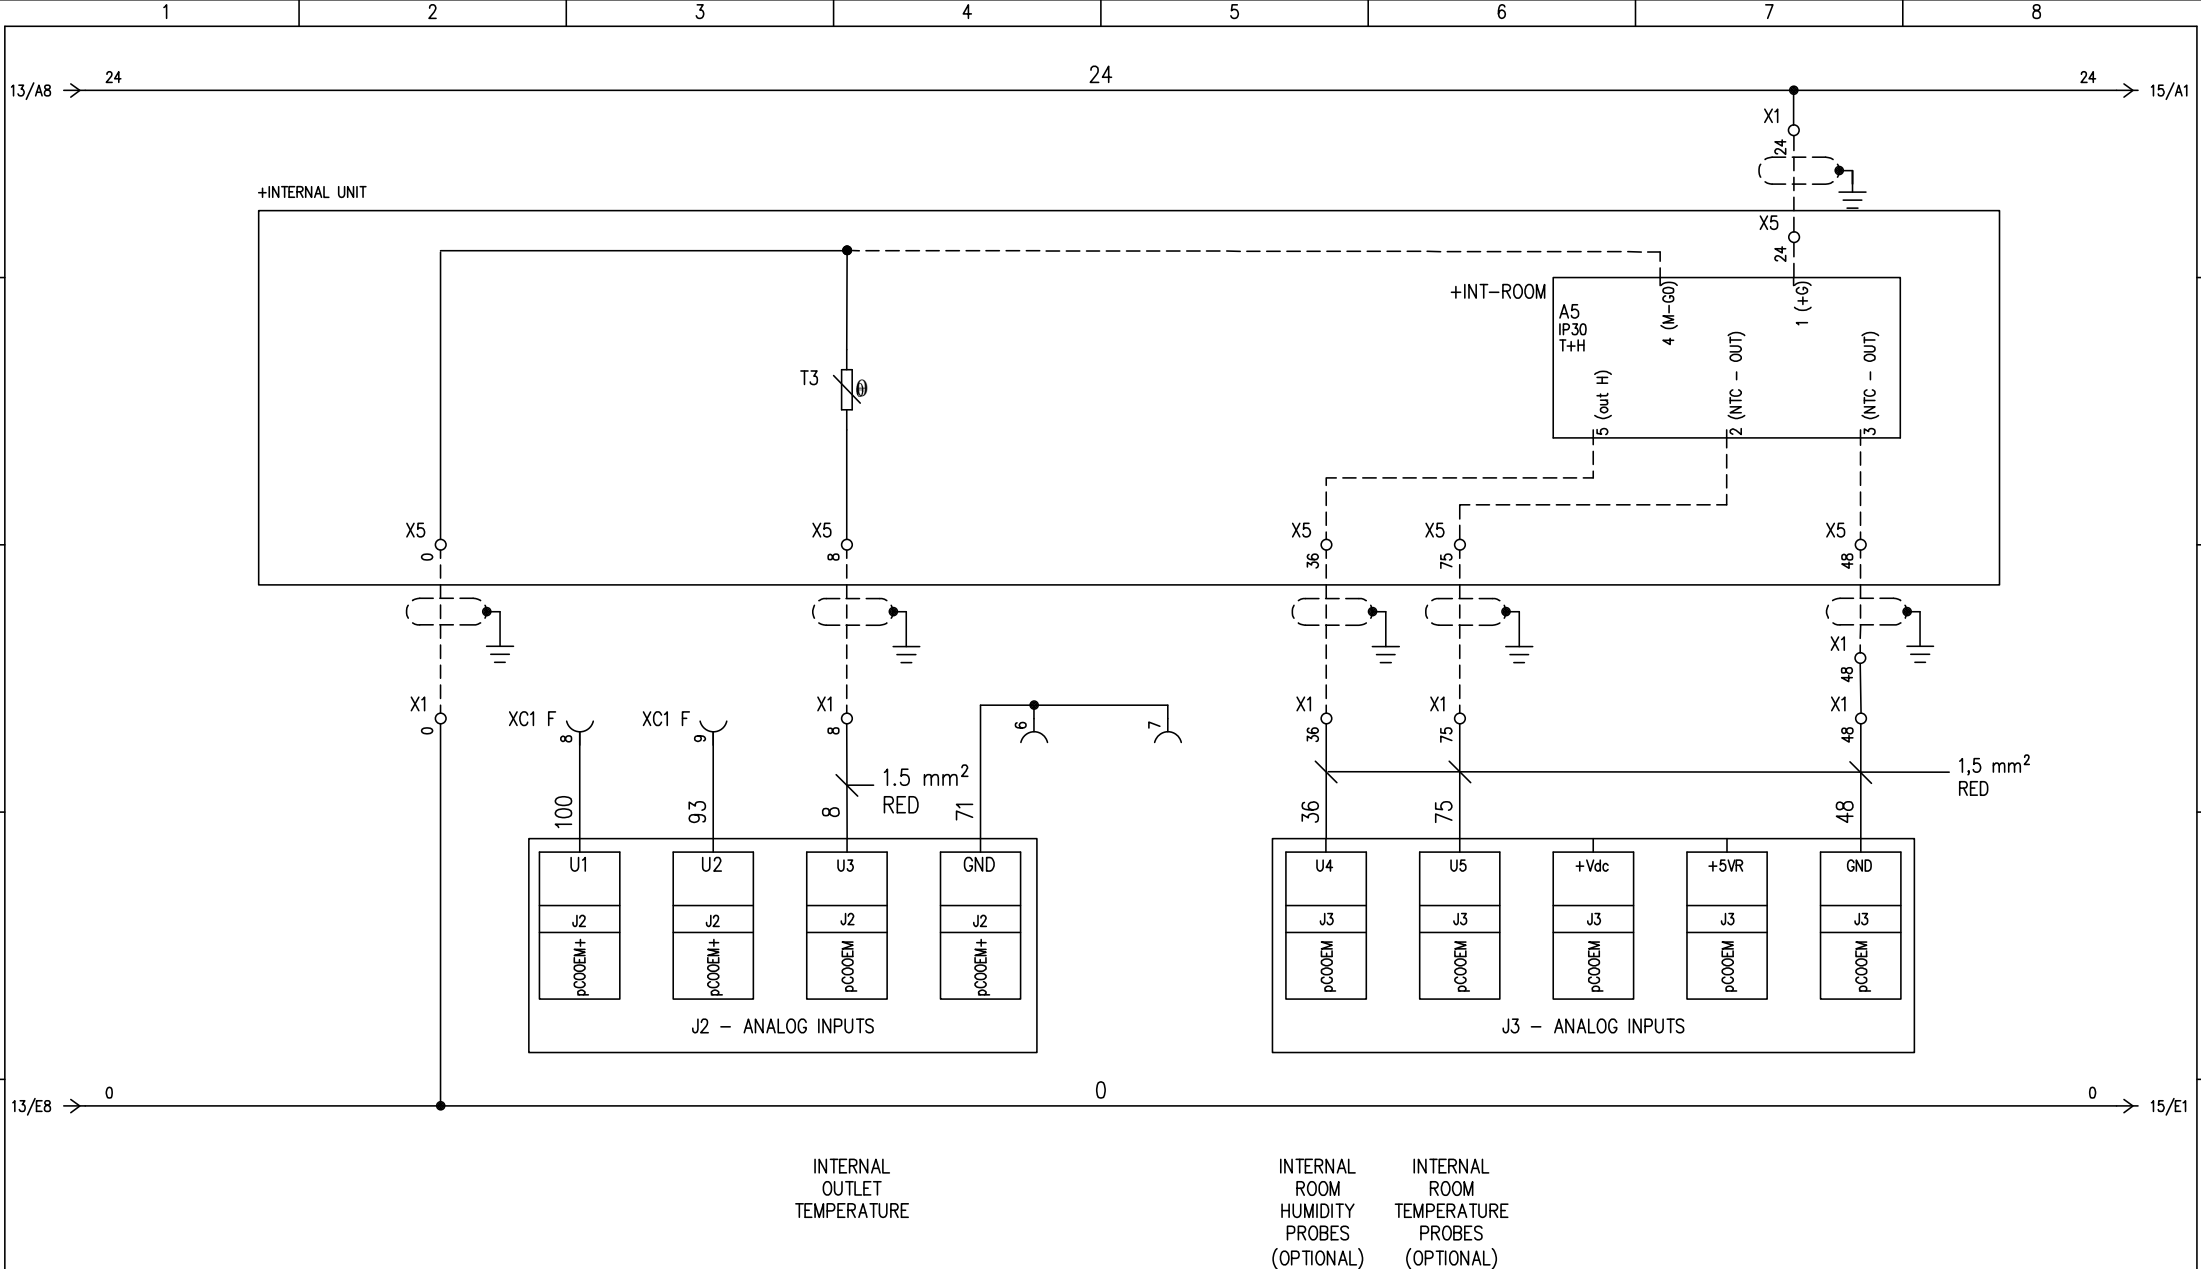 1 2 3 4 5 6 7 8
13/A8 24 24 24 15/A1
X1
24
+INTERNAL UNIT
X5
24
+INT-ROOM
A5
IP30
T+H
4 (M-G0)
1 (+G)
5 (out H)
2 (NTC - OUT)
3 (NTC - OUT)
T3 θ
X5 X5 X5 X5 X5
0 8 36 75 48
X1
48
X1 XC1 F XC1 F X1 X1 X1 X1
0 8 9 8 6 7 36 75 48
1.5 mm²
RED
1,5 mm²
RED
100 93 8 71 36 75 48
U1 U2 U3 GND U4 U5 +Vdc +5VR GND
J2 J2 J2 J2 J3 J3 J3 J3 J3
pCOOEM+ pCOOEM+ pCOOEM pCOOEM+ pCOOEM pCOOEM pCOOEM pCOOEM pCOOEM
J2 - ANALOG INPUTS J3 - ANALOG INPUTS
13/E8 0 0 0 15/E1
INTERNAL
OUTLET
TEMPERATURE
INTERNAL
ROOM
HUMIDITY
PROBES
(OPTIONAL)
INTERNAL
ROOM
TEMPERATURE
PROBES
(OPTIONAL)